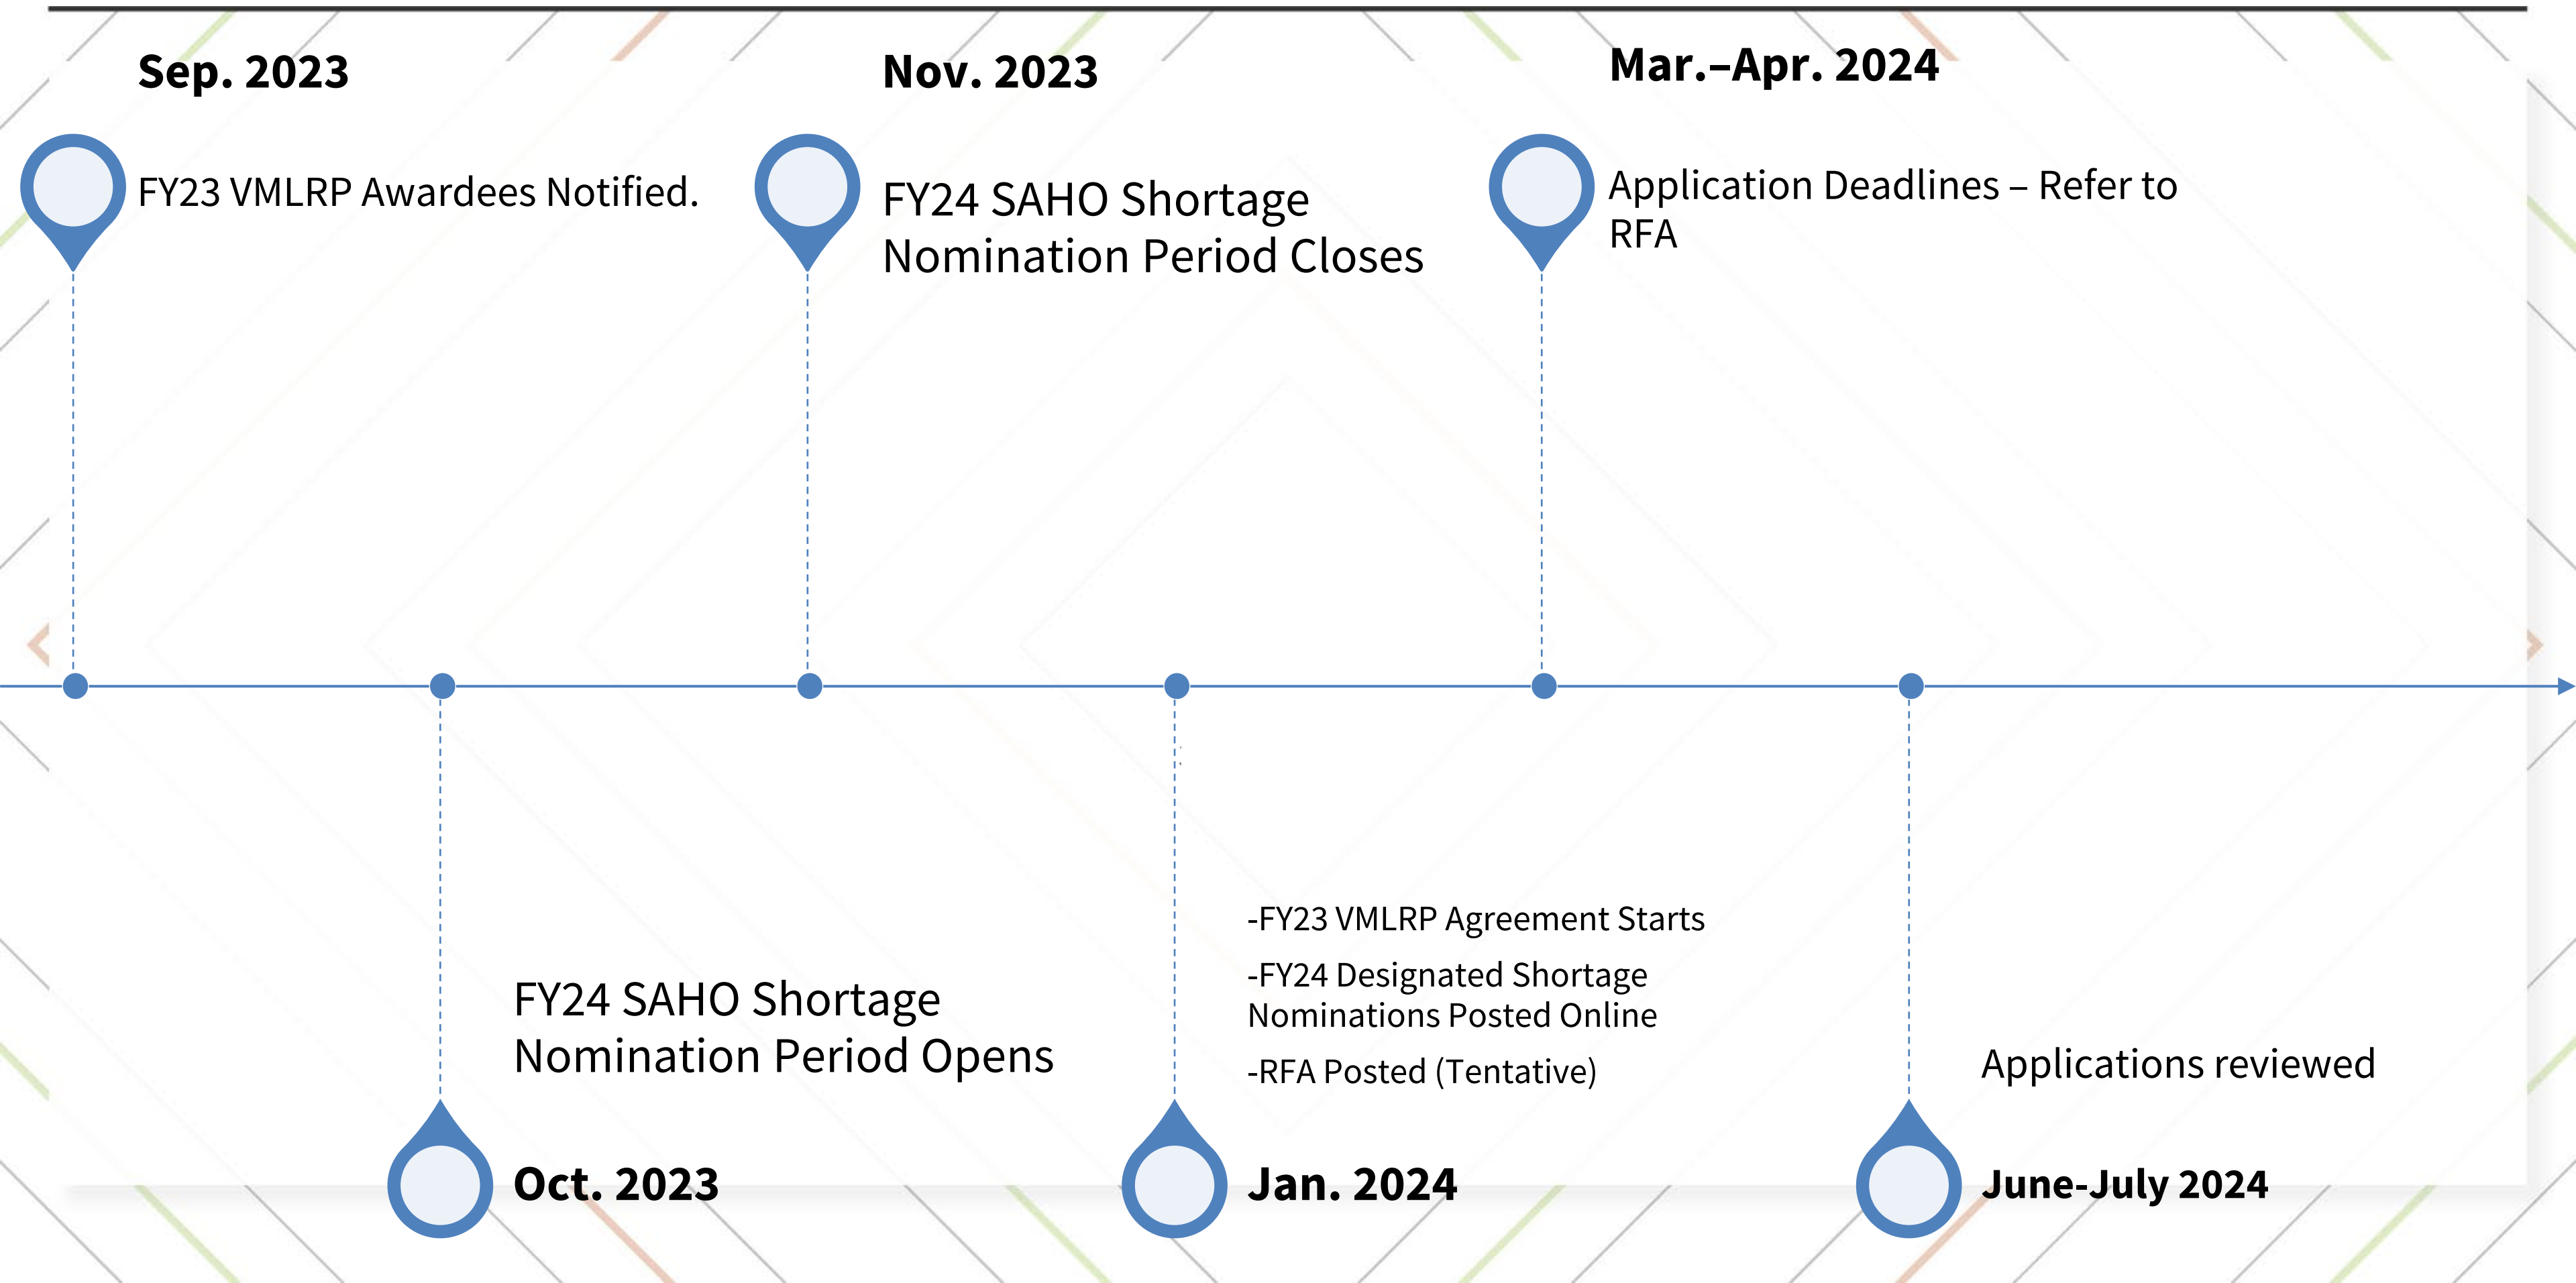 Sep. 2023
FY23 VMLRP Awardees Notified.
Oct. 2023
FY24 SAHO Shortage
Nomination Period Opens
Nov. 2023
FY24 SAHO Shortage
Nomination Period Closes
Jan. 2024
-FY23 VMLRP Agreement Starts
-FY24 Designated Shortage
Nominations Posted Online
-RFA Posted (Tentative)
Mar.–Apr. 2024
Application Deadlines – Refer to
RFA
June-July 2024
Applications reviewed